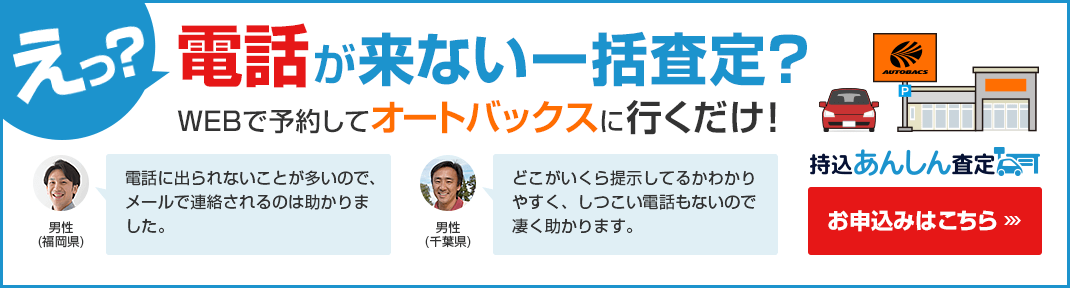 えっ?
電話が来ない一括査定?
WEBで予約してオートバックスに行くだけ!
AUTOBACS
P
男性
(福岡県)
電話に出られないことが多いので、
メールで連絡されるのは助かりま
した。
男性
(千葉県)
どこがいくら提示してるかわかり
やすく、しつこい電話もないので
凄く助かります。
持込あんしん査定
お申込みはこちら >>>